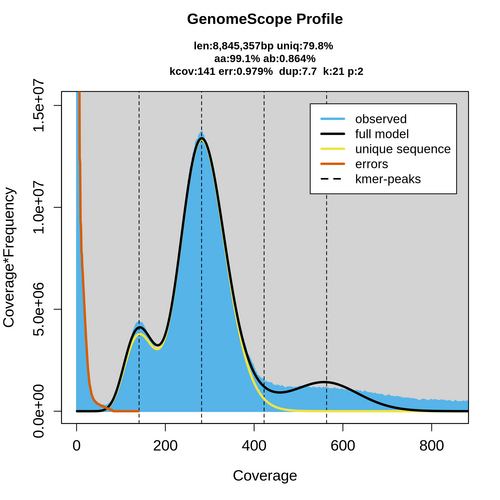 GenomeScope Profile
len:8,845,357bp uniq:79.8%
aa:99.1% ab:0.864%
kcov:141 err:0.979% dup:7.7 k:21 p:2
observed
full model
unique sequence
errors
kmer-peaks
Coverage*Frequency
1.5e+07
1.0e+07
5.0e+06
0.0e+00
0 200 400 600 800
Coverage